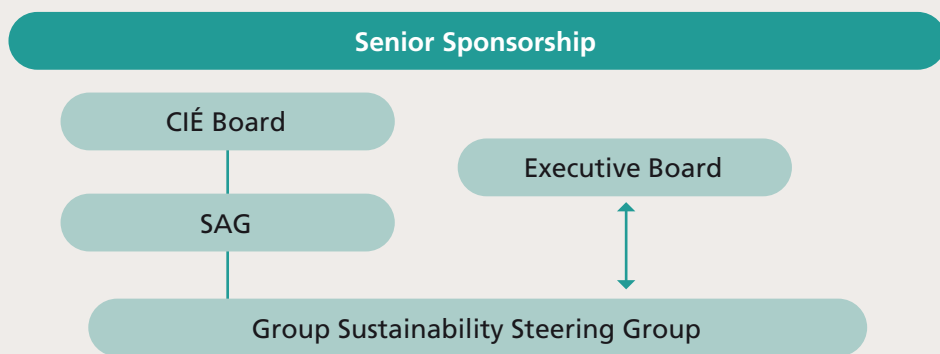 Senior Sponsorship
CIÉ Board
Executive Board
SAG
Group Sustainability Steering Group